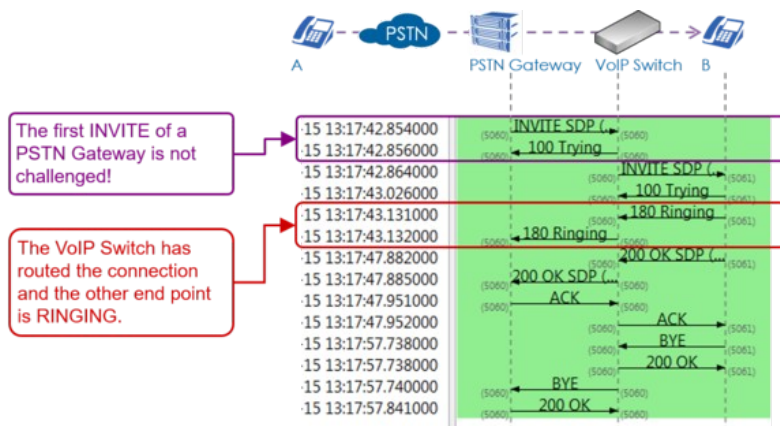 PSTN
A
PSTN Gateway
VoIP Switch
B
The first INVITE of a
PSTN Gateway is not
challenged!
The VoIP Switch has
routed the connection
and the other end point
is RINGING.
·15 13:17:42.854000 INVITE SDP (... (5060) (5060)
·15 13:17:42.856000 (5060) 100 Trying (5060)
·15 13:17:42.864000 (5060) INVITE SDP (... (5061)
·15 13:17:43.026000 (5060) 100 Trying (5061)
·15 13:17:43.131000 (5060) 180 Ringing (5061)
·15 13:17:43.132000 (5060) 180 Ringing (5060)
·15 13:17:47.882000 (5060) 200 OK SDP (... (5061)
·15 13:17:47.885000 (5060) 200 OK SDP (... (5060)
·15 13:17:47.951000 (5060) ACK (5060)
·15 13:17:47.952000 (5060) ACK (5061)
·15 13:17:57.738000 (5060) BYE (5061)
·15 13:17:57.738000 (5060) 200 OK (5061)
·15 13:17:57.740000 (5060) BYE (5060)
·15 13:17:57.841000 (5060) 200 OK (5060)